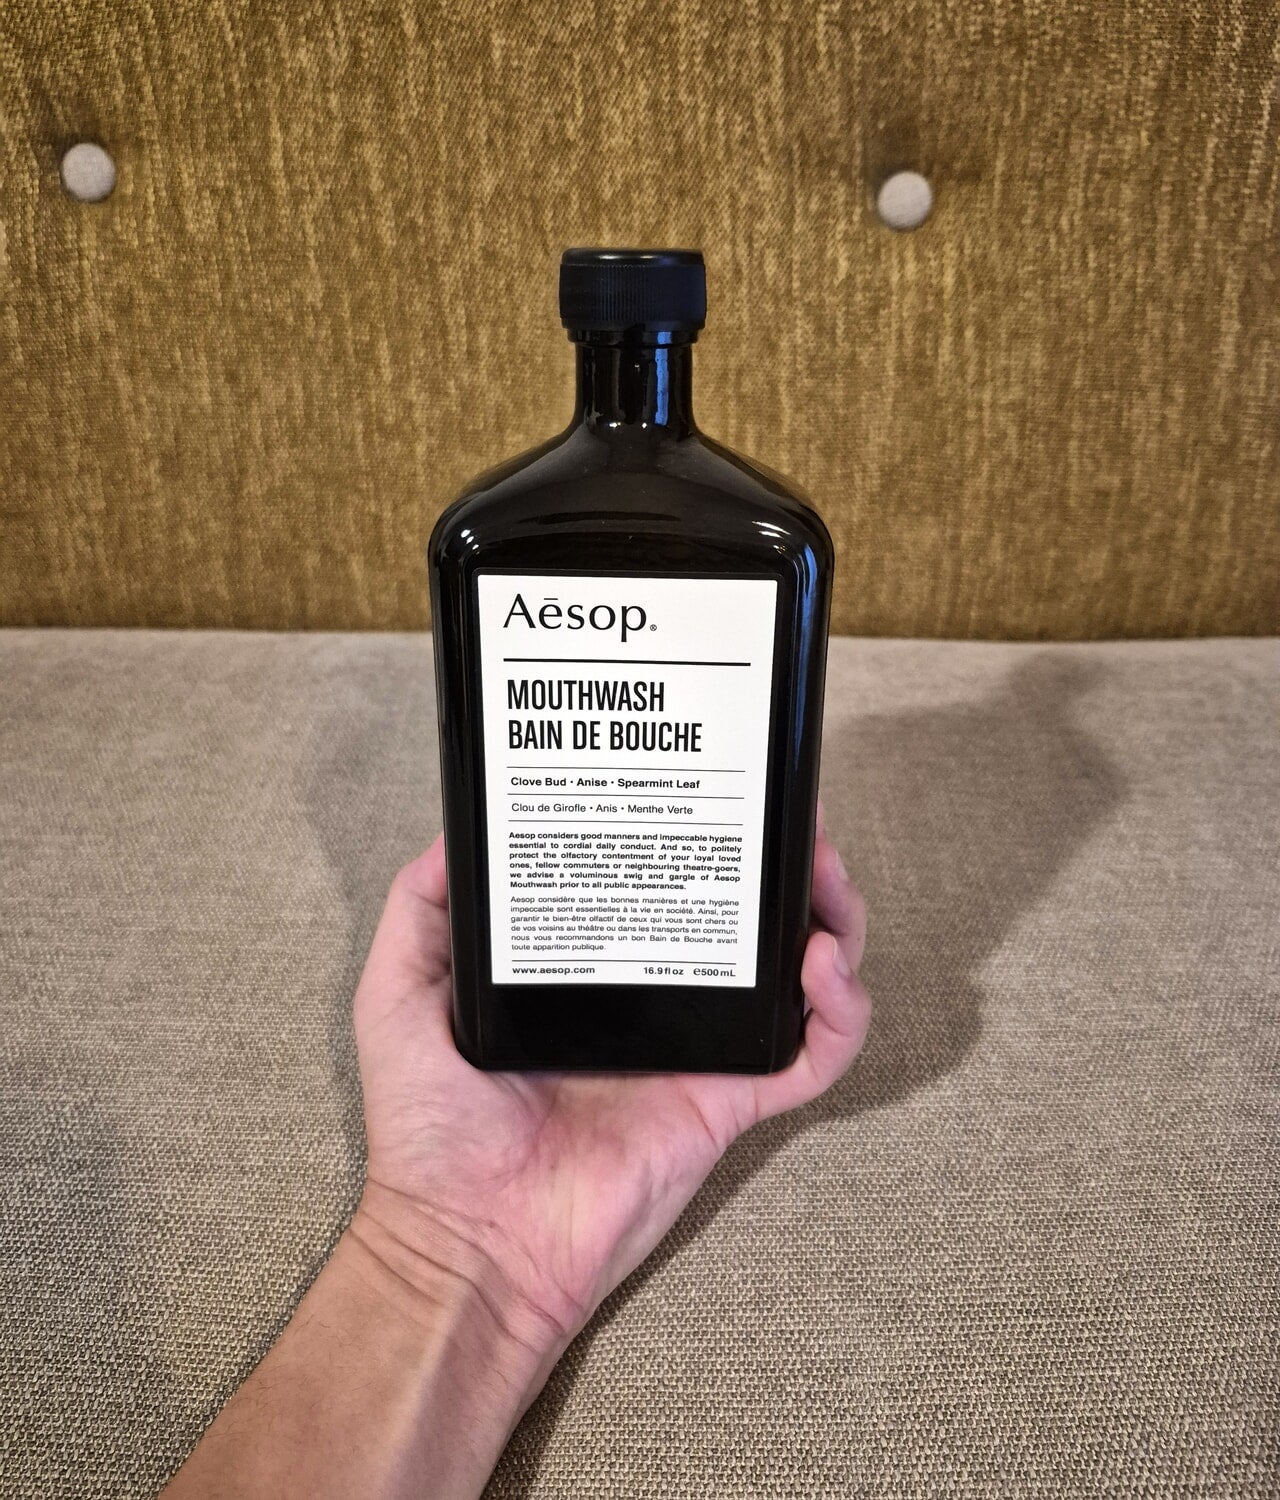 Aēsop®
MOUTHWASH
BAIN DE BOUCHE
Clove Bud • Anise • Spearmint Leaf
Clou de Girofle • Anis • Menthe Verte
Aesop considers good manners and impeccable hygiene
essential to cordial daily conduct. And so, to politely
protect the olfactory contentment of your loyal loved
ones, fellow commuters or neighbouring theatre-goers,
we advise a voluminous swig and gargle of Aesop
Mouthwash prior to all public appearances.
Aesop considère que les bonnes manières et une hygiène
impeccable sont essentielles à la vie en société. Ainsi, pour
garantir le bien-être olfactif de ceux qui vous sont chers ou
de vos voisins au théâtre ou dans les transports en commun,
nous vous recommandons un bon Bain de Bouche avant
toute apparition publique.
www.aesop.com 16.9 fl oz ℮500 mL